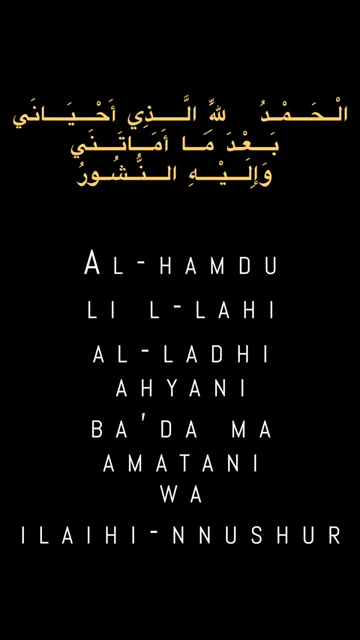 الْحَمْدُ لِلَّهِ الَّذِي أَحْيَانَي
بَعْدَ مَا أَمَاتَنَي
وَإِلَيْهِ النُّشُورُ
AL-HAMDU
LI L-LAHI
AL-LADHI
AHYANI
BA'DA MA
AMATANI
WA
ILAIHI-NNUSHUR